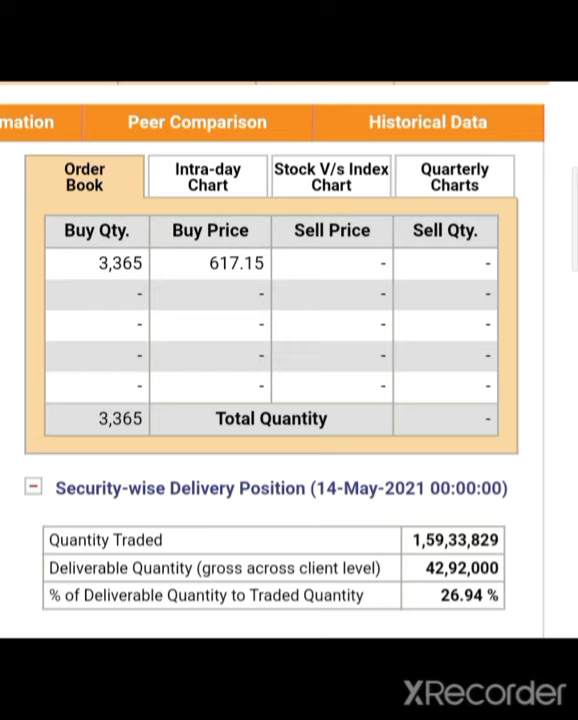 mation Peer Comparison Historical Data
Order Book Intra-day Chart Stock V/s Index Chart Quarterly Charts
Buy Qty. Buy Price Sell Price Sell Qty.
3,365 617.15 - -
- - - -
- - - -
- - - -
- - - -
3,365 Total Quantity -
Security-wise Delivery Position (14-May-2021 00:00:00)
Quantity Traded 1,59,33,829
Deliverable Quantity (gross across client level) 42,92,000
% of Deliverable Quantity to Traded Quantity 26.94 %
XRecorder